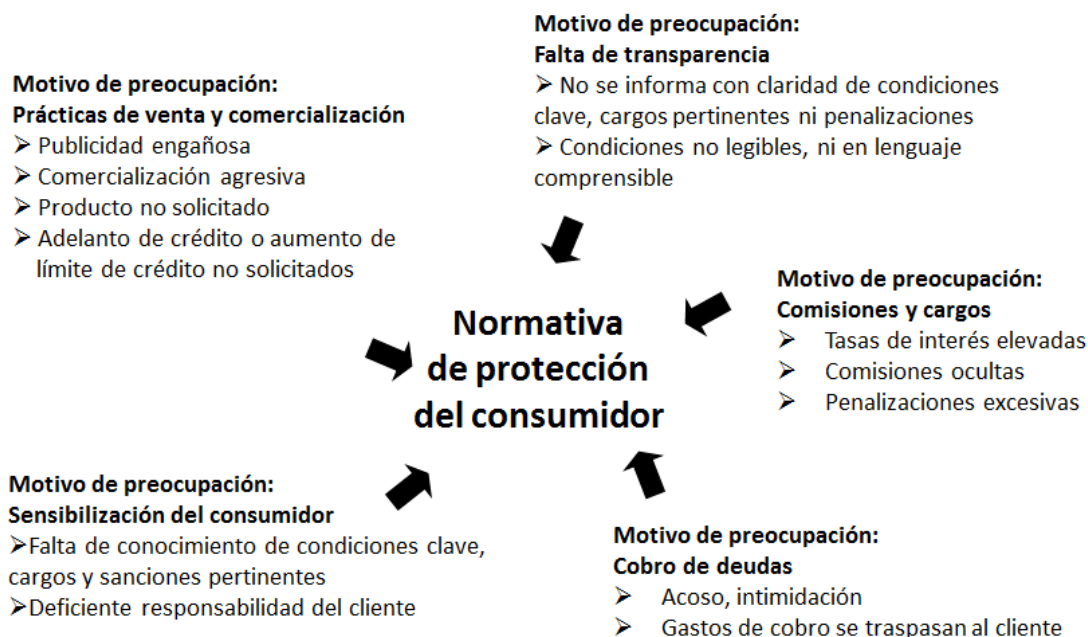 Motivo de preocupación:
Prácticas de venta y comercialización
➢ Publicidad engañosa
➢ Comercialización agresiva
➢ Producto no solicitado
➢ Adelanto de crédito o aumento de
límite de crédito no solicitados
Motivo de preocupación:
Falta de transparencia
➢ No se informa con claridad de condiciones
clave, cargos pertinentes ni penalizaciones
➢ Condiciones no legibles, ni en lenguaje
comprensible
Normativa
de protección
del consumidor
Motivo de preocupación:
Comisiones y cargos
➢ Tasas de interés elevadas
➢ Comisiones ocultas
➢ Penalizaciones excesivas
Motivo de preocupación:
Sensibilización del consumidor
➢Falta de conocimiento de condiciones clave,
cargos y sanciones pertinentes
➢Deficiente responsabilidad del cliente
Motivo de preocupación:
Cobro de deudas
➢ Acoso, intimidación
➢ Gastos de cobro se traspasan al cliente